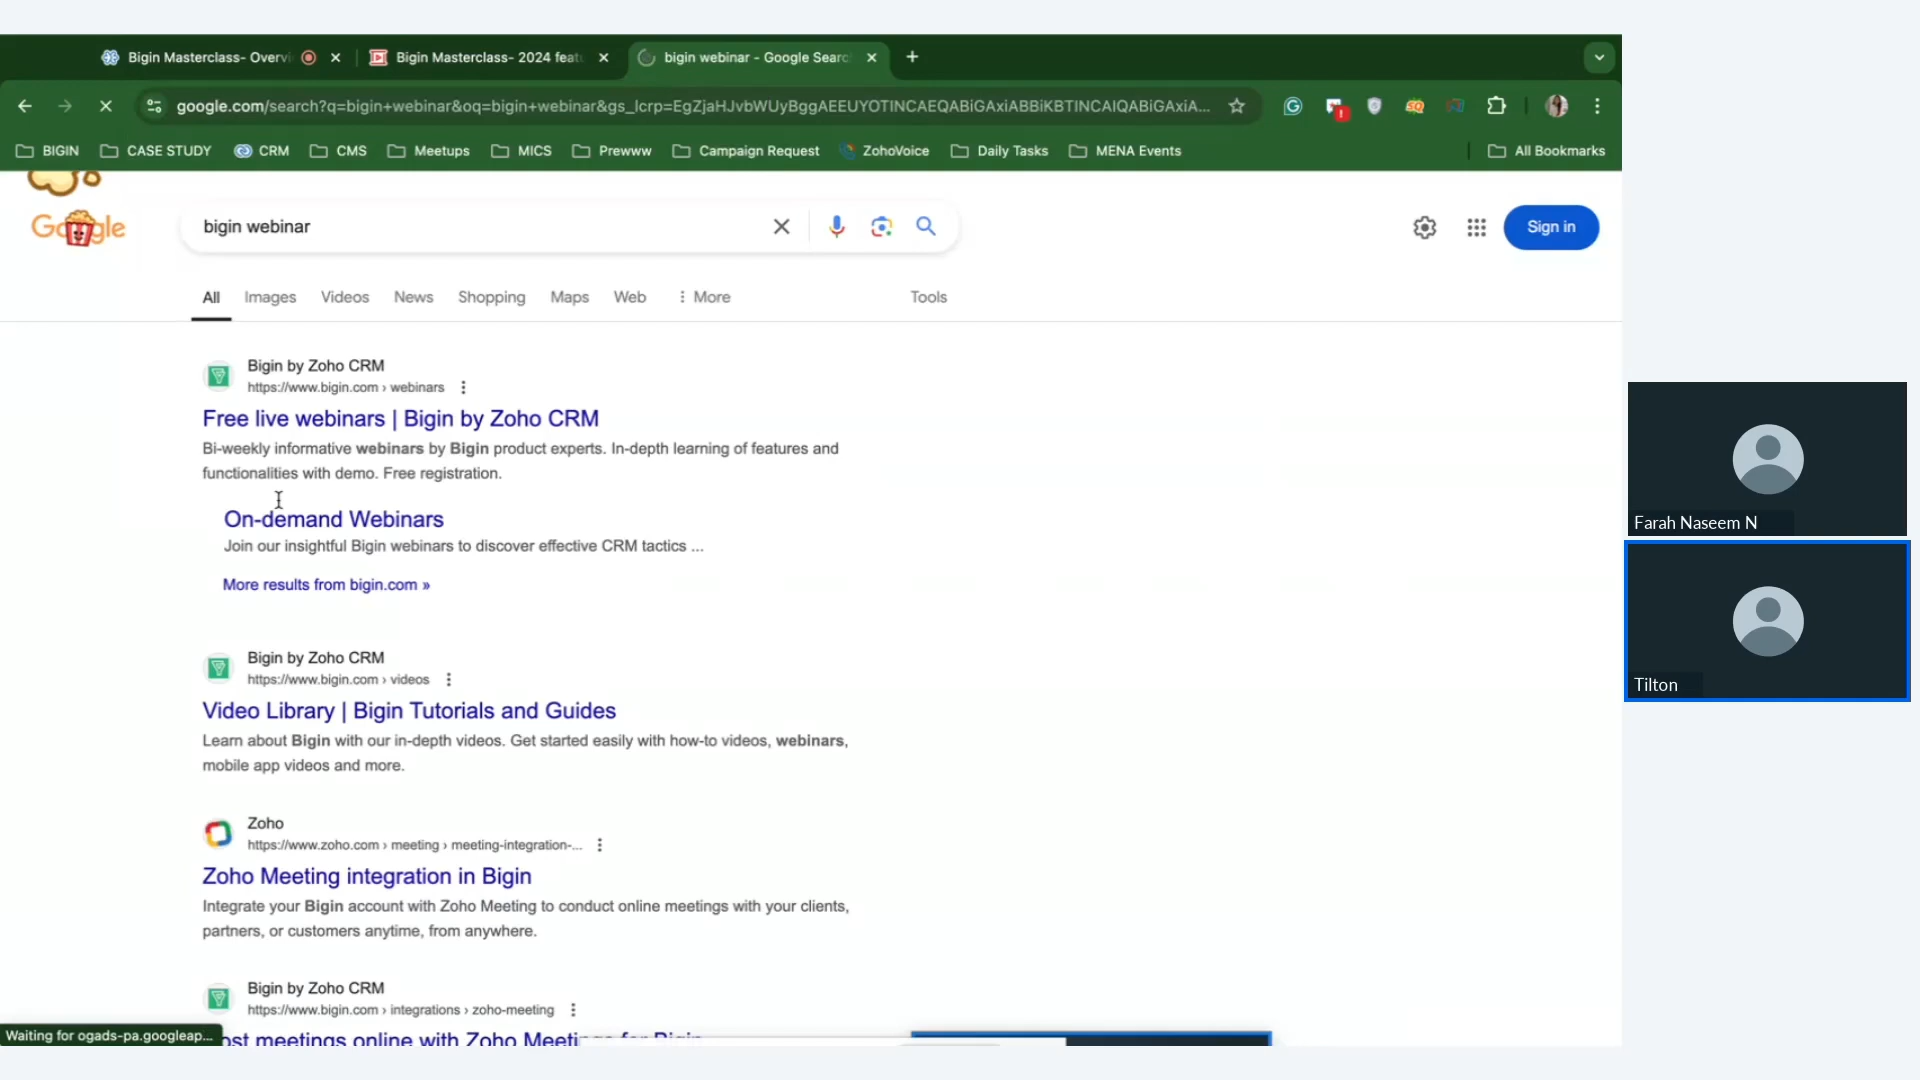 Bigin Masterclass- Overvi
Bigin Masterclass- 2024 feat
bigin webinar - Google Searc
google.com/search?q=bigin+webinar&oq=bigin+webinar&gs_lcrp=EgZjaHJvbWUyBggAEEUYOTINCAEQABiGAxiABBiKBTINCAIQABiGAxiA...
BIGIN CASE STUDY CRM CMS Meetups MICS Prewww Campaign Request ZohoVoice Daily Tasks MENA Events All Bookmarks
Google
bigin webinar
Sign in
All Images Videos News Shopping Maps Web More Tools
Bigin by Zoho CRM
https://www.bigin.com › webinars
Free live webinars | Bigin by Zoho CRM
Bi-weekly informative webinars by Bigin product experts. In-depth learning of features and
functionalities with demo. Free registration.
On-demand Webinars
Join our insightful Bigin webinars to discover effective CRM tactics ...
More results from bigin.com »
Bigin by Zoho CRM
https://www.bigin.com › videos
Video Library | Bigin Tutorials and Guides
Learn about Bigin with our in-depth videos. Get started easily with how-to videos, webinars,
mobile app videos and more.
Zoho
https://www.zoho.com › meeting › meeting-integration-...
Zoho Meeting integration in Bigin
Integrate your Bigin account with Zoho Meeting to conduct online meetings with your clients,
partners, or customers anytime, from anywhere.
Bigin by Zoho CRM
https://www.bigin.com › integrations › zoho-meeting
ost meetings online with Zoho Meetings for Bigin
Waiting for ogads-pa.googleap...
Farah Naseem N
Tilton